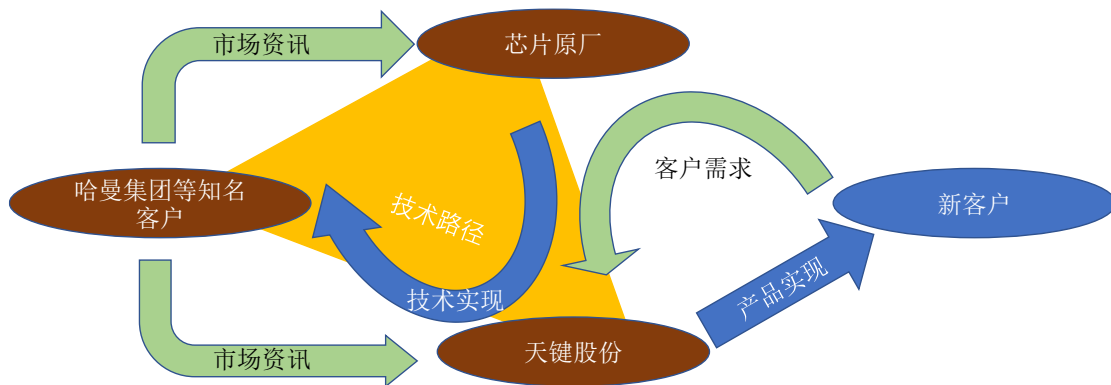 市场资讯
芯片原厂
客户需求
哈曼集团等知名
客户
技术路径
新客户
产品实现
技术实现
天键股份
市场资讯